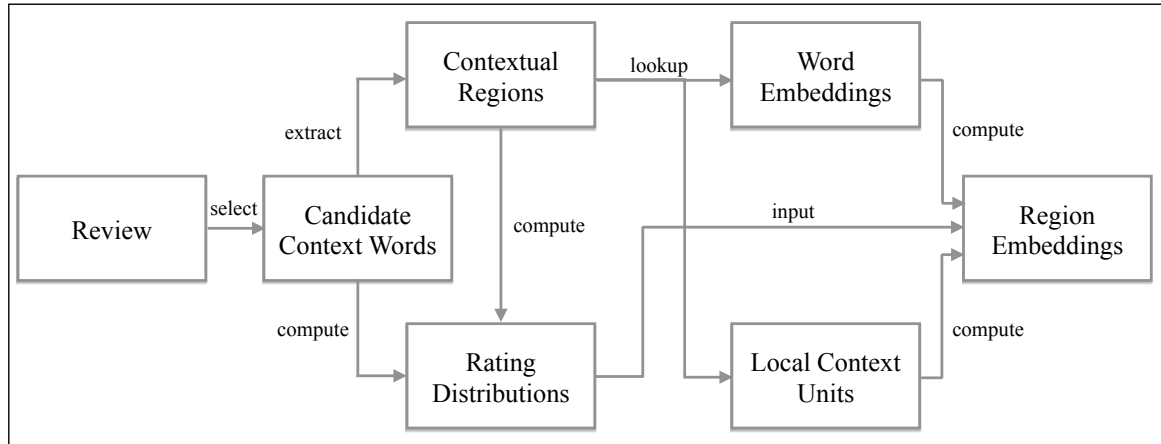 Contextual
Regions
lookup
Word
Embeddings
extract
compute
Review
select
Candidate
Context Words
compute
input
Region
Embeddings
compute
Rating
Distributions
Local Context
Units
compute